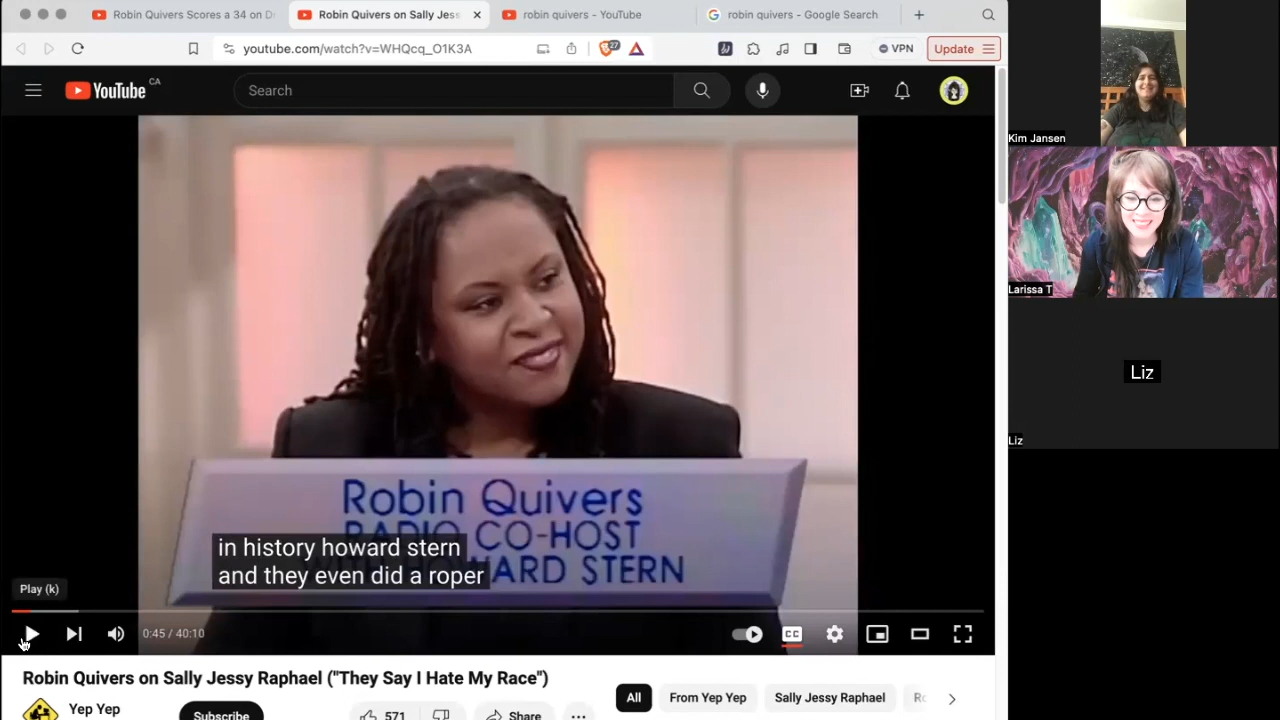 Robin Quivers Scores a 34 on D
Robin Quivers on Sally Jess
robin quivers - YouTube
robin quivers - Google Search
youtube.com/watch?v=WHQcq_O1K3A
27
VPN
Update
YouTube CA
Search
Kim Jansen
Larissa T
Liz
Liz
Robin Quivers
RADIO CO-HOST
HOWARD STERN
in history howard stern
and they even did a roper
Play (k)
0:45 / 40:10
CC
Robin Quivers on Sally Jessy Raphael ("They Say I Hate My Race")
Yep Yep
Subscribe
571
Share
All
From Yep Yep
Sally Jessy Raphael